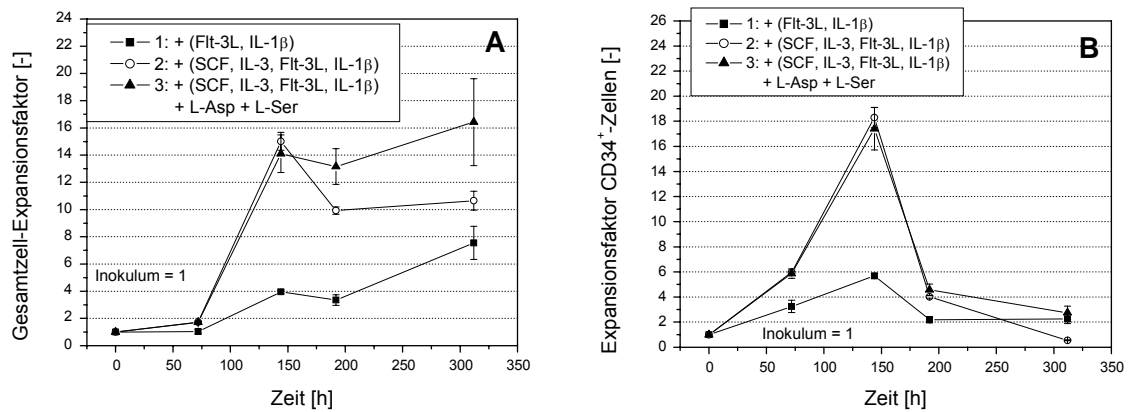 A
1: + (Flt-3L, IL-1β)
2: + (SCF, IL-3, Flt-3L, IL-1β)
3: + (SCF, IL-3, Flt-3L, IL-1β)
+ L-Asp + L-Ser
Gesamtzell-Expansionsfaktor [-]
24
22
20
18
16
14
12
10
8
6
4
2
0
Inokulum = 1
0 50 100 150 200 250 300 350
Zeit [h]
B
1: + (Flt-3L, IL-1β)
2: + (SCF, IL-3, Flt-3L, IL-1β)
3: + (SCF, IL-3, Flt-3L, IL-1β)
+ L-Asp + L-Ser
Expansionsfaktor CD34⁺-Zellen [-]
26
24
22
20
18
16
14
12
10
8
6
4
2
0
Inokulum = 1
0 50 100 150 200 250 300 350
Zeit [h]